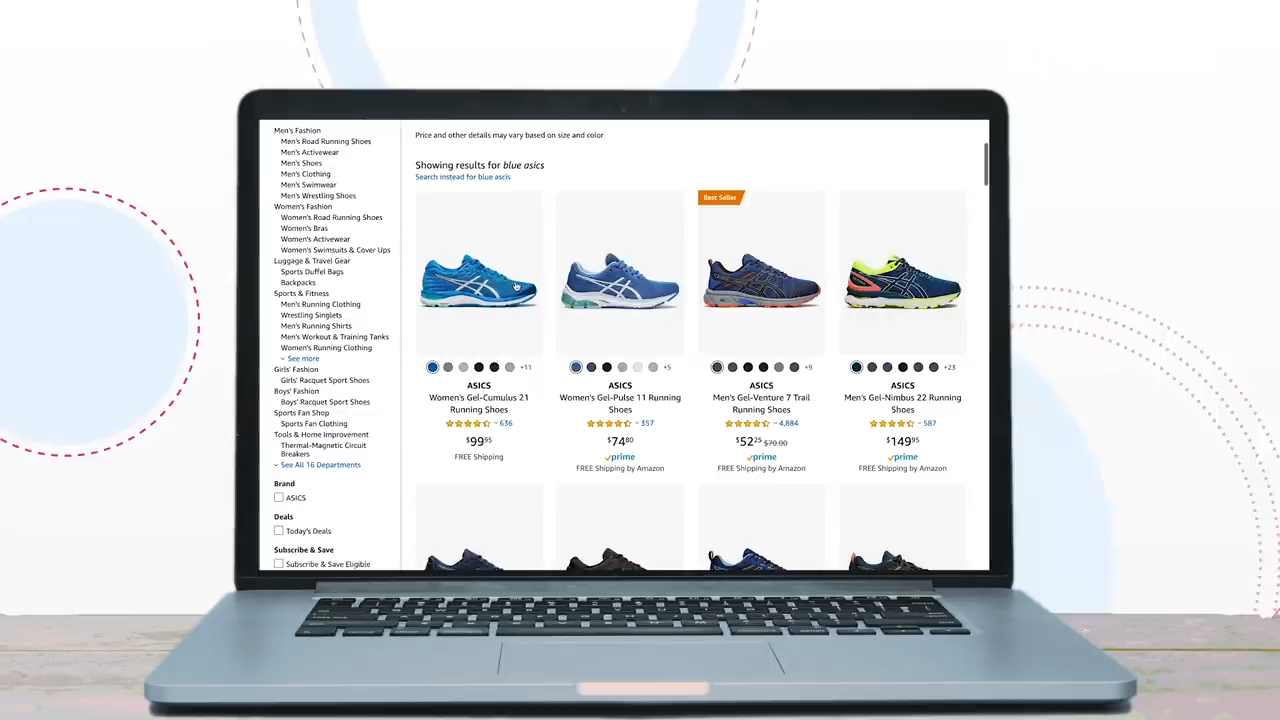 Men's Fashion
Men's Road Running Shoes
Men's Activewear
Men's Shoes
Men's Clothing
Men's Swimwear
Men's Wrestling Shoes
Women's Fashion
Women's Road Running Shoes
Women's Bras
Women's Activewear
Women's Swimsuits & Cover Ups
Luggage & Travel Gear
Sports Duffel Bags
Backpacks
Sports & Fitness
Men's Running Clothing
Wrestling Singlets
Men's Running Shirts
Men's Workout & Training Tanks
Women's Running Clothing
See more
Girls' Fashion
Girls' Racquet Sport Shoes
Boys' Fashion
Boys' Racquet Sport Shoes
Sports Fan Shop
Sports Fan Clothing
Tools & Home Improvement
Thermal-Magnetic Circuit
Breakers
See All 16 Departments
Brand
ASICS
Deals
Today's Deals
Subscribe & Save
Subscribe & Save Eligible
Price and other details may vary based on size and color
Showing results for blue asics
Search instead for blue ascis
+11
ASICS
Women's Gel-Cumulus 21
Running Shoes
636
$99 95
FREE Shipping
+5
ASICS
Women's Gel-Pulse 11 Running
Shoes
357
$74 80
prime
FREE Shipping by Amazon
Best Seller
+9
ASICS
Men's Gel-Venture 7 Trail
Running Shoes
4,884
$52 25 $70.00
prime
FREE Shipping by Amazon
+23
ASICS
Men's Gel-Nimbus 22 Running
Shoes
587
$149 95
prime
FREE Shipping by Amazon